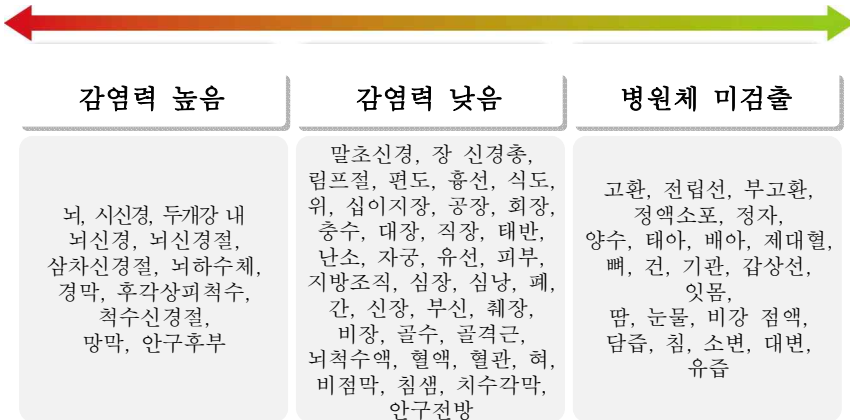 감염력 높음
뇌, 시신경, 두개강 내
뇌신경, 뇌신경절,
삼차신경절, 뇌하수체,
경막, 후각상피척수,
척수신경절,
망막, 안구후부
감염력 낮음
말초신경, 장 신경총,
림프절, 편도, 흉선, 식도,
위, 십이지장, 공장, 회장,
충수, 대장, 직장, 태반,
난소, 자궁, 유선, 피부,
지방조직, 심장, 심낭, 폐,
간, 신장, 부신, 췌장,
비장, 골수, 골격근,
뇌척수액, 혈액, 혈관, 혀,
비점막, 침샘, 치수각막,
안구전방
병원체 미검출
고환, 전립선, 부고환,
정액소포, 정자,
양수, 태아, 배아, 제대혈,
뼈, 건, 기관, 갑상선,
잇몸,
땀, 눈물, 비강 점액,
담즙, 침, 소변, 대변,
유즙